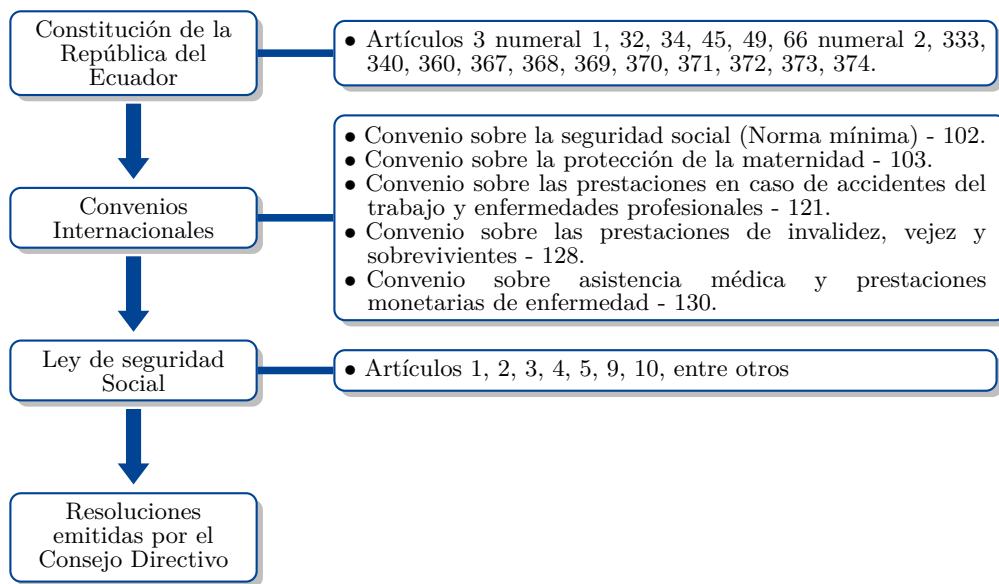 Constitución de la
República del
Ecuador
• Artículos 3 numeral 1, 32, 34, 45, 49, 66 numeral 2, 333,
340, 360, 367, 368, 369, 370, 371, 372, 373, 374.
Convenios
Internacionales
• Convenio sobre la seguridad social (Norma mínima) - 102.
• Convenio sobre la protección de la maternidad - 103.
• Convenio sobre las prestaciones en caso de accidentes del
trabajo y enfermedades profesionales - 121.
• Convenio sobre las prestaciones de invalidez, vejez y
sobrevivientes - 128.
• Convenio sobre asistencia médica y prestaciones
monetarias de enfermedad - 130.
Ley de seguridad
Social
• Artículos 1, 2, 3, 4, 5, 9, 10, entre otros
Resoluciones
emitidas por el
Consejo Directivo